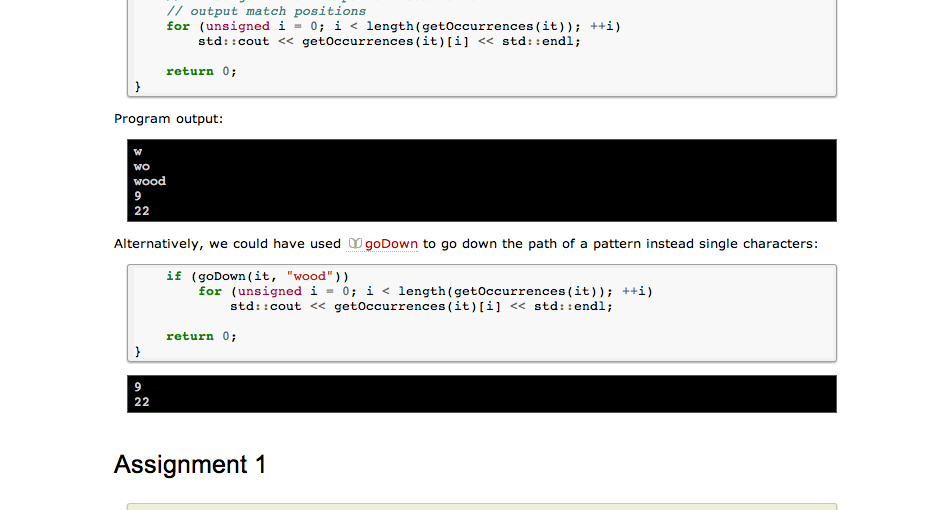 // output match positions
for (unsigned i = 0; i < length(getOccurrences(it)); ++i)
std::cout << getOccurrences(it)[i] << std::endl;
return 0;
}
Program output:
w
wo
wood
9
22
Alternatively, we could have used goDown to go down the path of a pattern instead single characters:
if (goDown(it, "wood"))
for (unsigned i = 0; i < length(getOccurrences(it)); ++i)
std::cout << getOccurrences(it)[i] << std::endl;
return 0;
}
9
22
Assignment 1